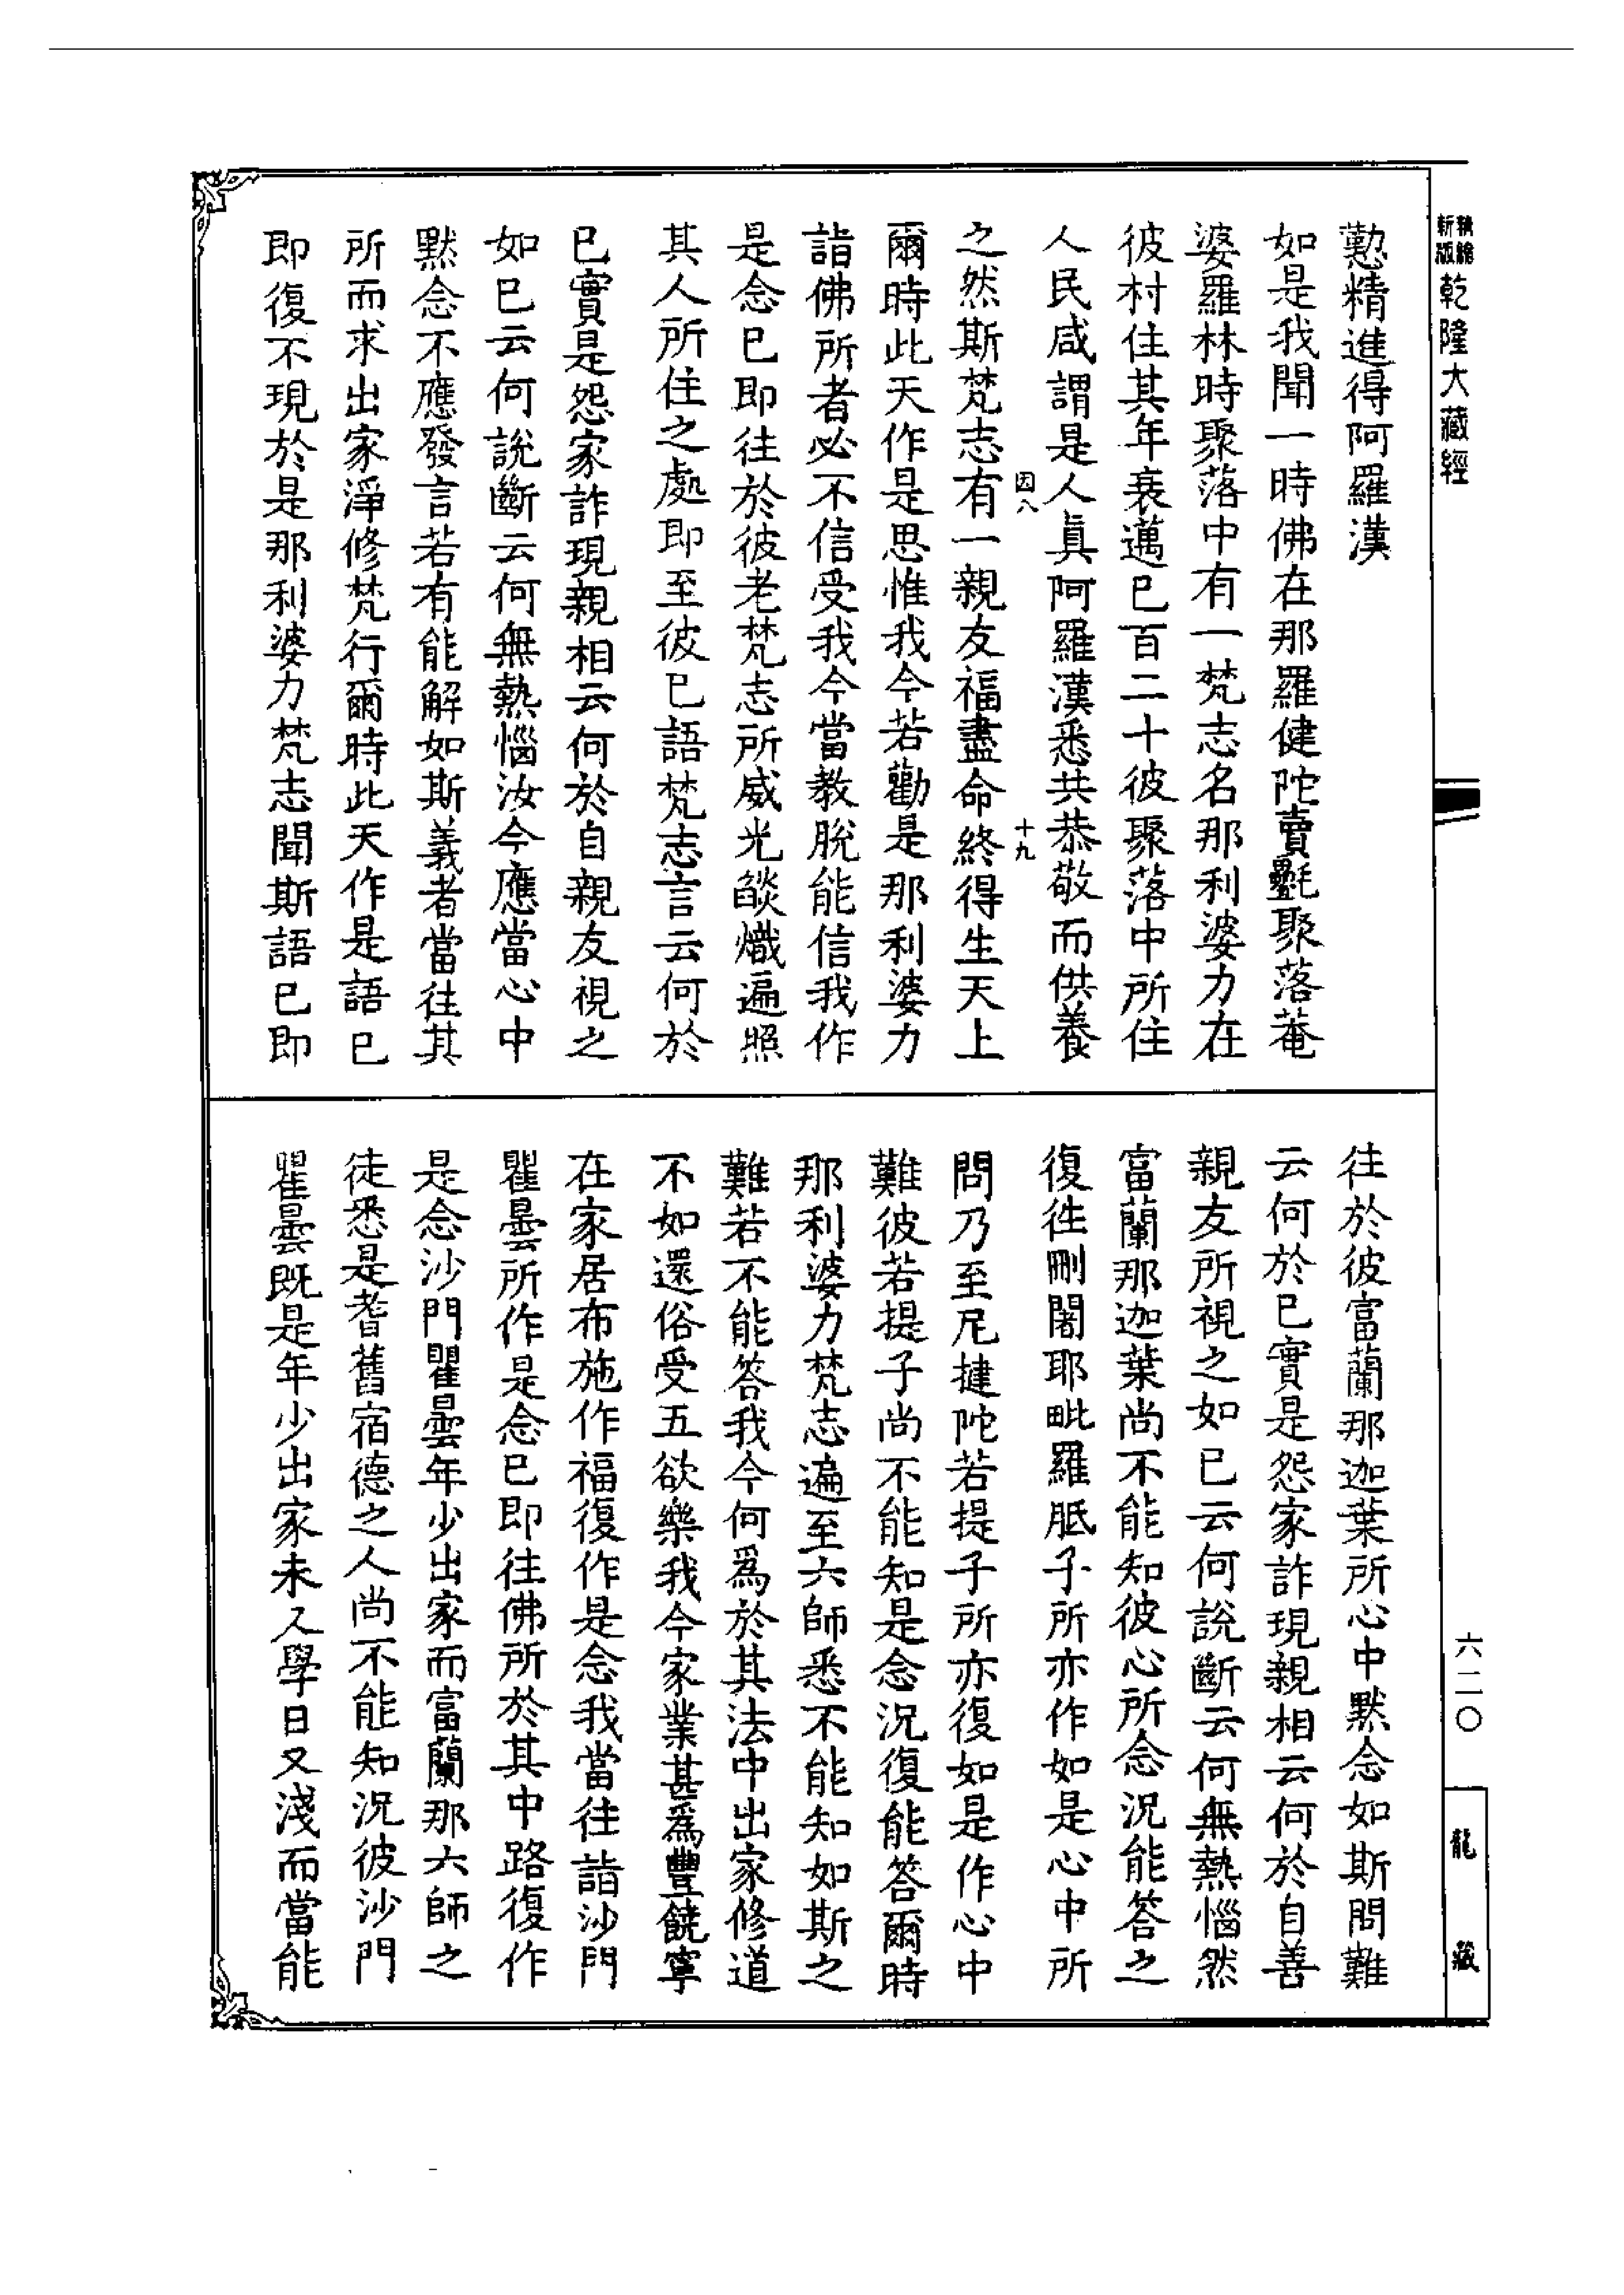 乾隆大藏經
懃精進得阿羅漢
如是我聞一時佛在那羅健陀賣氎聚落菴
婆羅林時聚落中有一梵志名那利婆力在
彼村住其年衰邁已百二十彼聚落中所住
人民咸謂是人真阿羅漢悉共恭敬而供養
因八 十九
之然斯梵志有一親友福盡命終得生天上
爾時此天作是思惟我今若勸是那利婆力
詣佛所者必不信受我今當教脫能信我作
是念已即往於彼老梵志所威光燄熾遍照
其人所住之處即至彼已語梵志言云何於
已實是怨家詐現親相云何於自親友視之
如已云何說斷云何無熱惱汝今應當心中
默念不應發言若有能解如斯義者當往其
所而求出家淨修梵行爾時此天作是語已
即復不現於是那利婆力梵志聞斯語已即
往於彼富蘭那迦葉所心中默念如斯問難
云何於已實是怨家詐現親相云何於自善
親友所視之如已云何說斷云何無熱惱然
富蘭那迦葉尚不能知彼心所念況能答之
復往刪闍耶毗羅胝子所亦作如是心中所
問乃至尼揵陀若提子所亦復如是作心中
難彼若提子尚不能知是念況復能答爾時
那利婆力梵志遍至六師悉不能知如斯之
難若不能答我今何為於其法中出家修道
不如還俗受五欲樂我今家業甚為豐饒寧
在家居布施作福復作是念我當往詣沙門
瞿曇所作是念已即往佛所於其中路復作
是念沙門瞿曇年少出家而富蘭那六師之
徒悉是耆舊宿德之人尚不能知況彼沙門
瞿曇既是年少出家未久學日又淺而當能
六二〇
龍藏